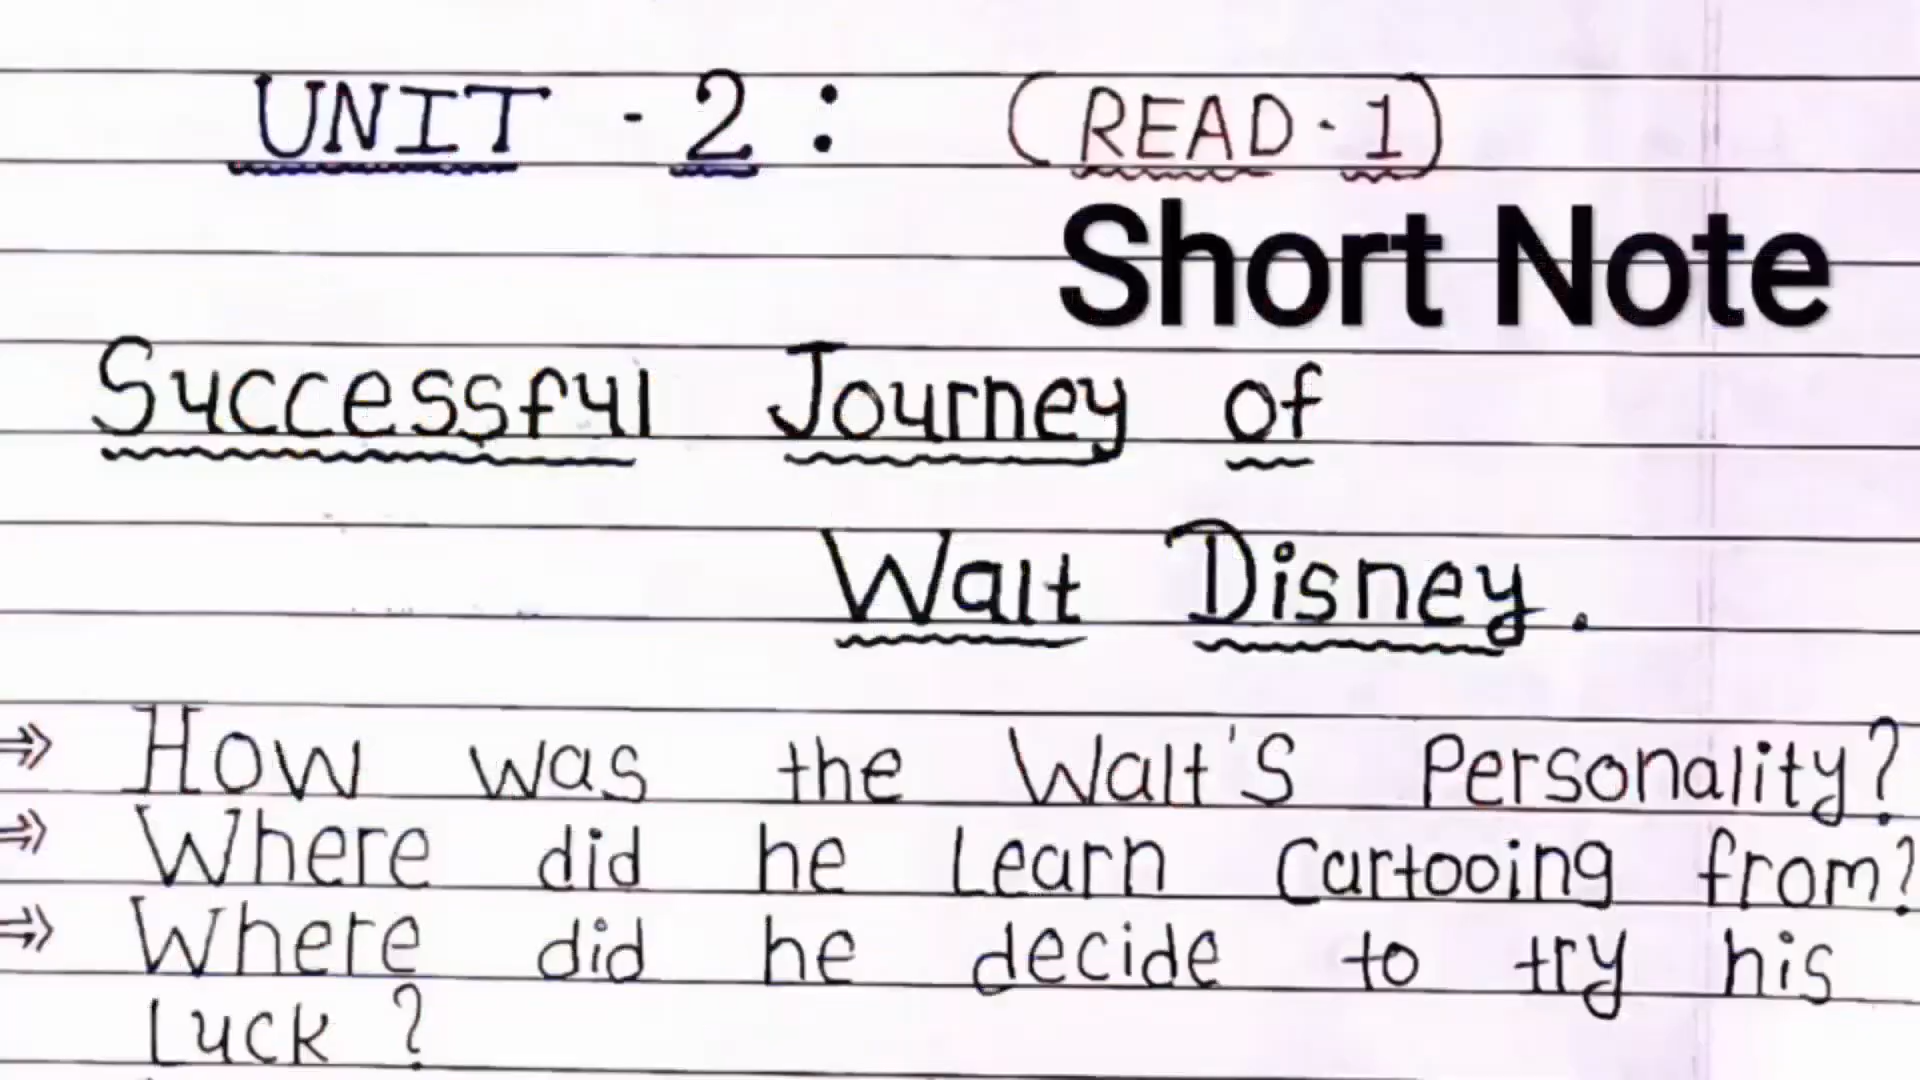 UNIT - 2 : (READ - 1)
Short Note
Successful Journey of
Walt Disney.
⇒ How was the Walt's Personality?
⇒ Where did he Learn Cartooing from?
⇒ Where did he decide to try his
Luck ?